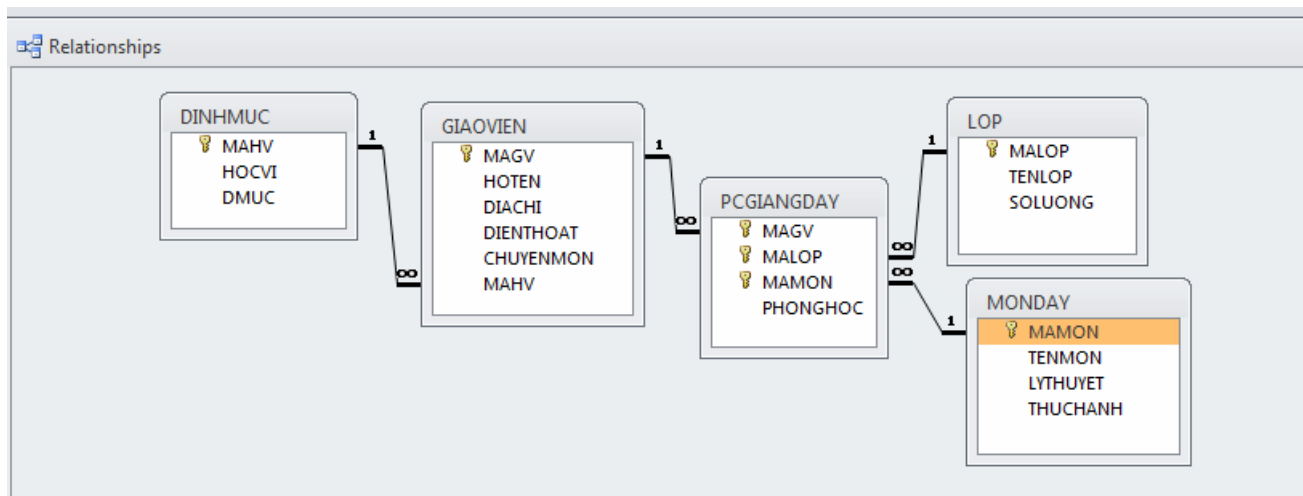 Relationships
DINHMUC
MAHV
HOCVI
DMUC
1
∞
GIAOVIEN
MAGV
HOTEN
DIACHI
DIENTHOAT
CHUYENMON
MAHV
1
∞
PCGIANGDAY
MAGV
MALOP
MAMON
PHONGHOC
∞
∞
1
1
LOP
MALOP
TENLOP
SOLUONG
MONDAY
MAMON
TENMON
LYTHUYET
THUCHANH